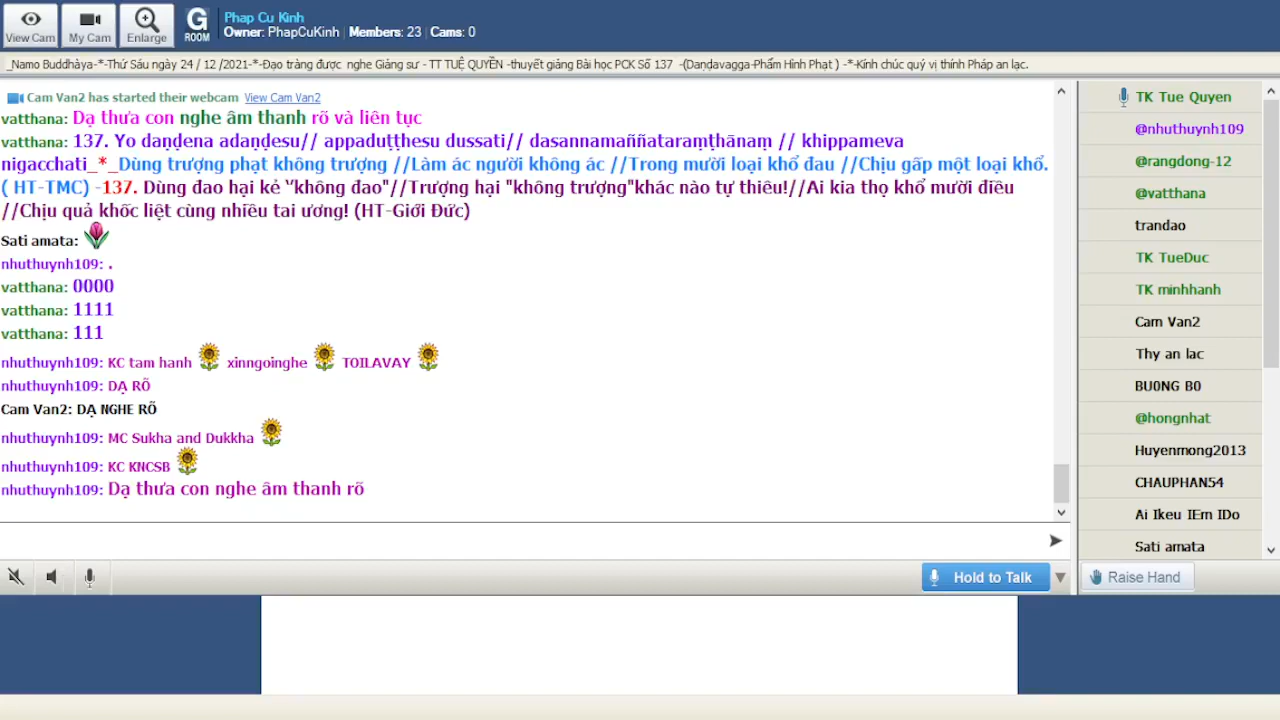 View Cam
My Cam
Enlarge
G
ROOM
Phap Cu Kinh
Owner: PhapCuKinh | Members: 23 | Cams: 0
_Namo Buddhàya-*-Thứ Sáu ngày 24 / 12 /2021-*-Đạo tràng được nghe Giảng sư - TT TUỆ QUYỀN -thuyết giảng Bài học PCK Số 137 -(Daṇḍavagga-Phẩm Hình Phạt ) -*-Kính chúc quý vị thính Pháp an lạc.
Cam Van2 has started their webcam View Cam Van2
vatthana: Dạ thưa con nghe âm thanh rõ và liên tục
vatthana: 137. Yo daṇḍena adaṇḍesu// appaduṭṭhesu dussati// dasannamaññataraṃṭhānaṃ // khippameva
nigacchati_*_Dùng trượng phạt không trượng //Làm ác người không ác //Trong mười loại khổ đau //Chịu gấp một loại khổ.
( HT-TMC) -137. Dùng đao hại kẻ "không đao"//Trượng hại "không trượng"khác nào tự thiêu!//Ai kia thọ khổ mười điều
//Chịu quả khốc liệt cùng nhiều tai ương! (HT-Giới Đức)
Sati amata:
nhuthuynh109: .
vatthana: 0000
vatthana: 1111
vatthana: 111
nhuthuynh109: KC tam hanh xinngoinghe TOILAVAY
nhuthuynh109: DẠ RÕ
Cam Van2: DẠ NGHE RÕ
nhuthuynh109: MC Sukha and Dukkha
nhuthuynh109: KC KNCSB
nhuthuynh109: Dạ thưa con nghe âm thanh rõ
Hold to Talk
TK Tue Quyen
@nhuthuynh109
@rangdong-12
@vatthana
trandao
TK TueDuc
TK minhhanh
Cam Van2
Thy an lac
BU0NG B0
@hongnhat
Huyenmong2013
CHAUPHAN54
Ai Ikeu IEm IDo
Sati amata
Raise Hand